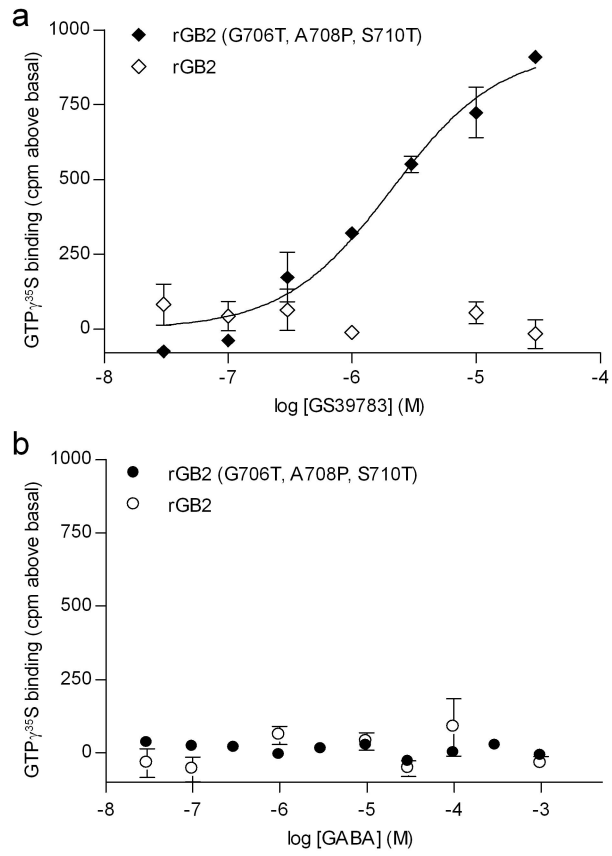 a
1000
750
500
250
0
GTPγ³⁵S binding (cpm above basal)
rGB2 (G706T, A708P, S710T)
rGB2
-8 -7 -6 -5 -4
log [GS39783] (M)
b
1000
750
500
250
0
GTPγ³⁵S binding (cpm above basal)
rGB2 (G706T, A708P, S710T)
rGB2
-8 -7 -6 -5 -4 -3
log [GABA] (M)